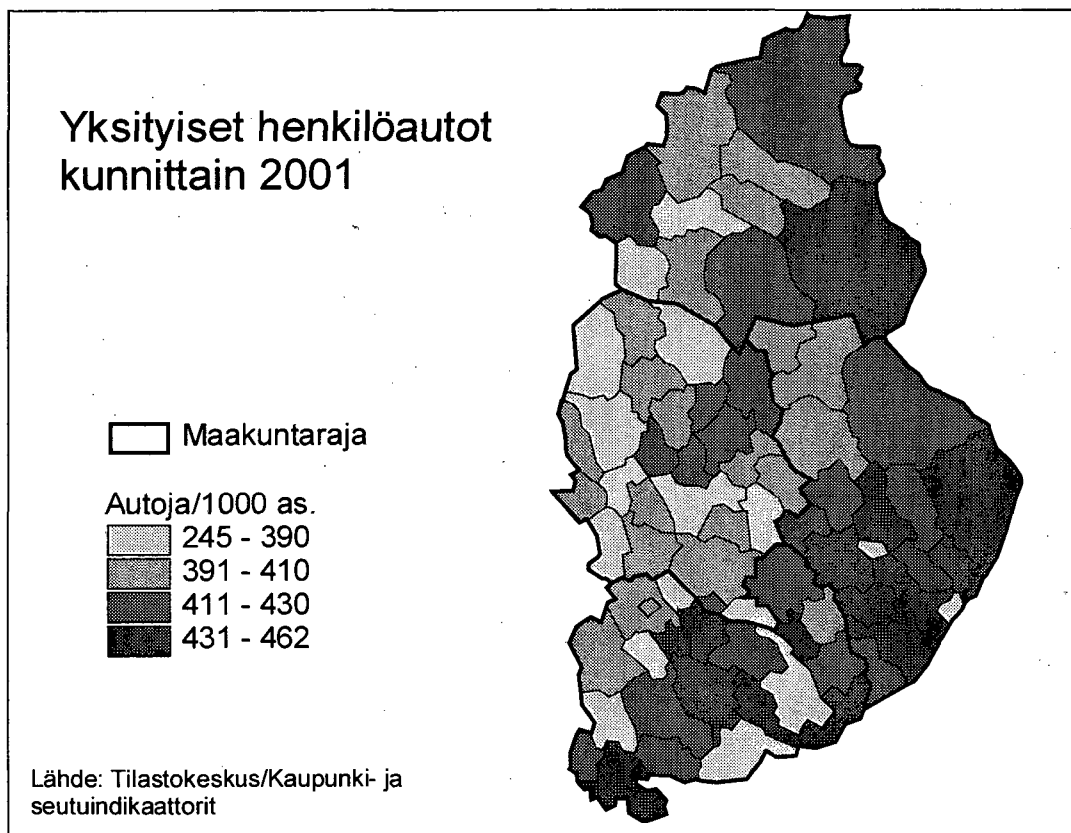 Yksityiset henkilöautot
kunnittain 2001
Maakuntaraja
Autoja/1000 as.
245 - 390
391 - 410
411 - 430
431 - 462
Lähde: Tilastokeskus/Kaupunki- ja
seutuindikaattorit